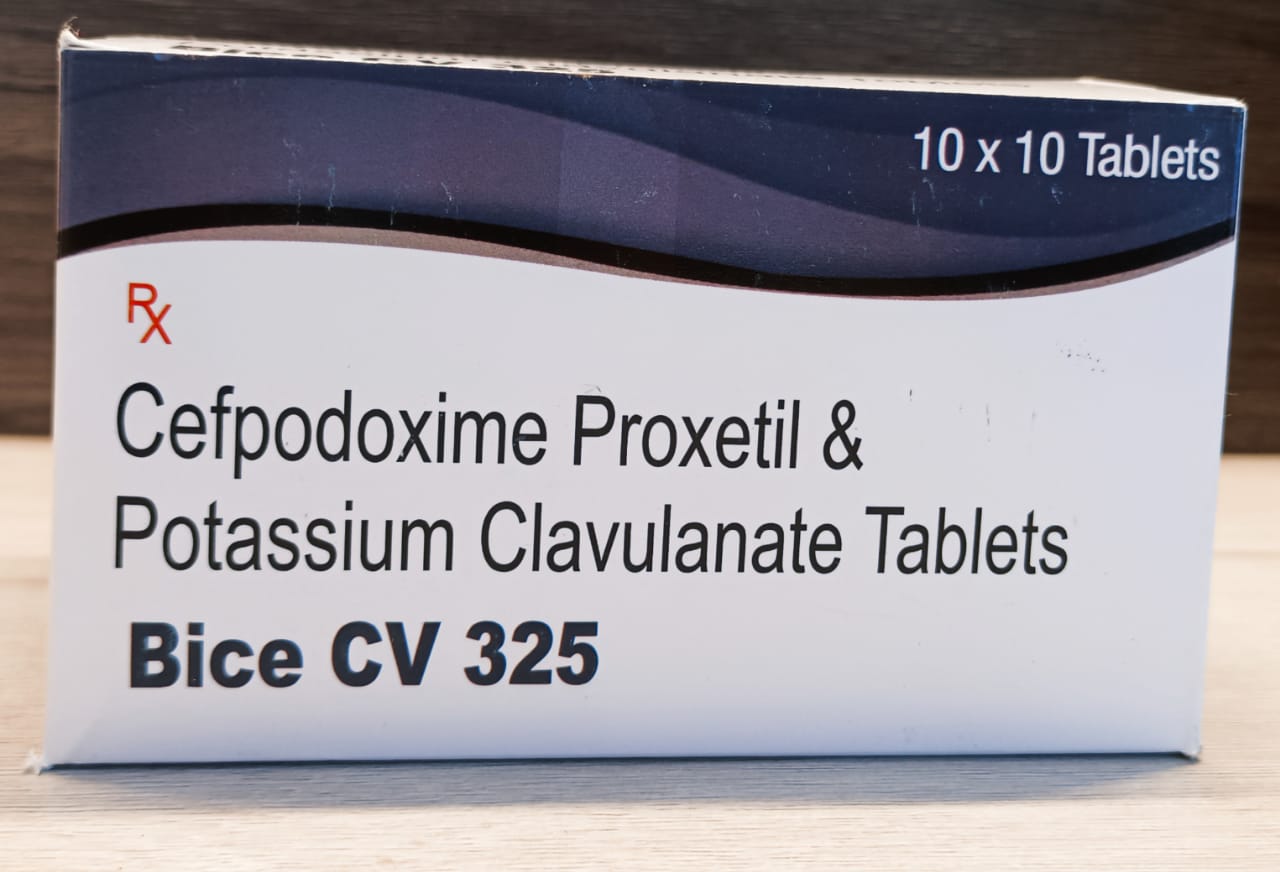 10 x 10 Tablets
Rx
Cefpodoxime Proxetil &
Potassium Clavulanate Tablets
Bice CV 325